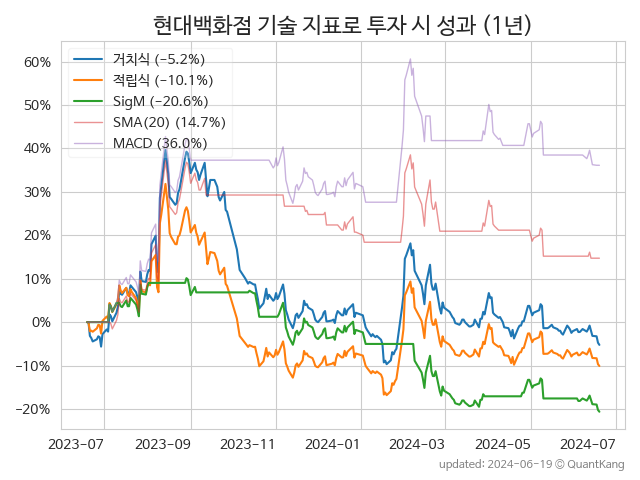 현대백화점 기술 지표로 투자 시 성과 (1년)
거치식 (−5.2%)
적립식 (−10.1%)
SigM (−20.6%)
SMA(20) (14.7%)
MACD (36.0%)
60%
50%
40%
30%
20%
10%
0%
−10%
−20%
2023-07 2023-09 2023-11 2024-01 2024-03 2024-05 2024-07
updated: 2024-06-19 © QuantKang